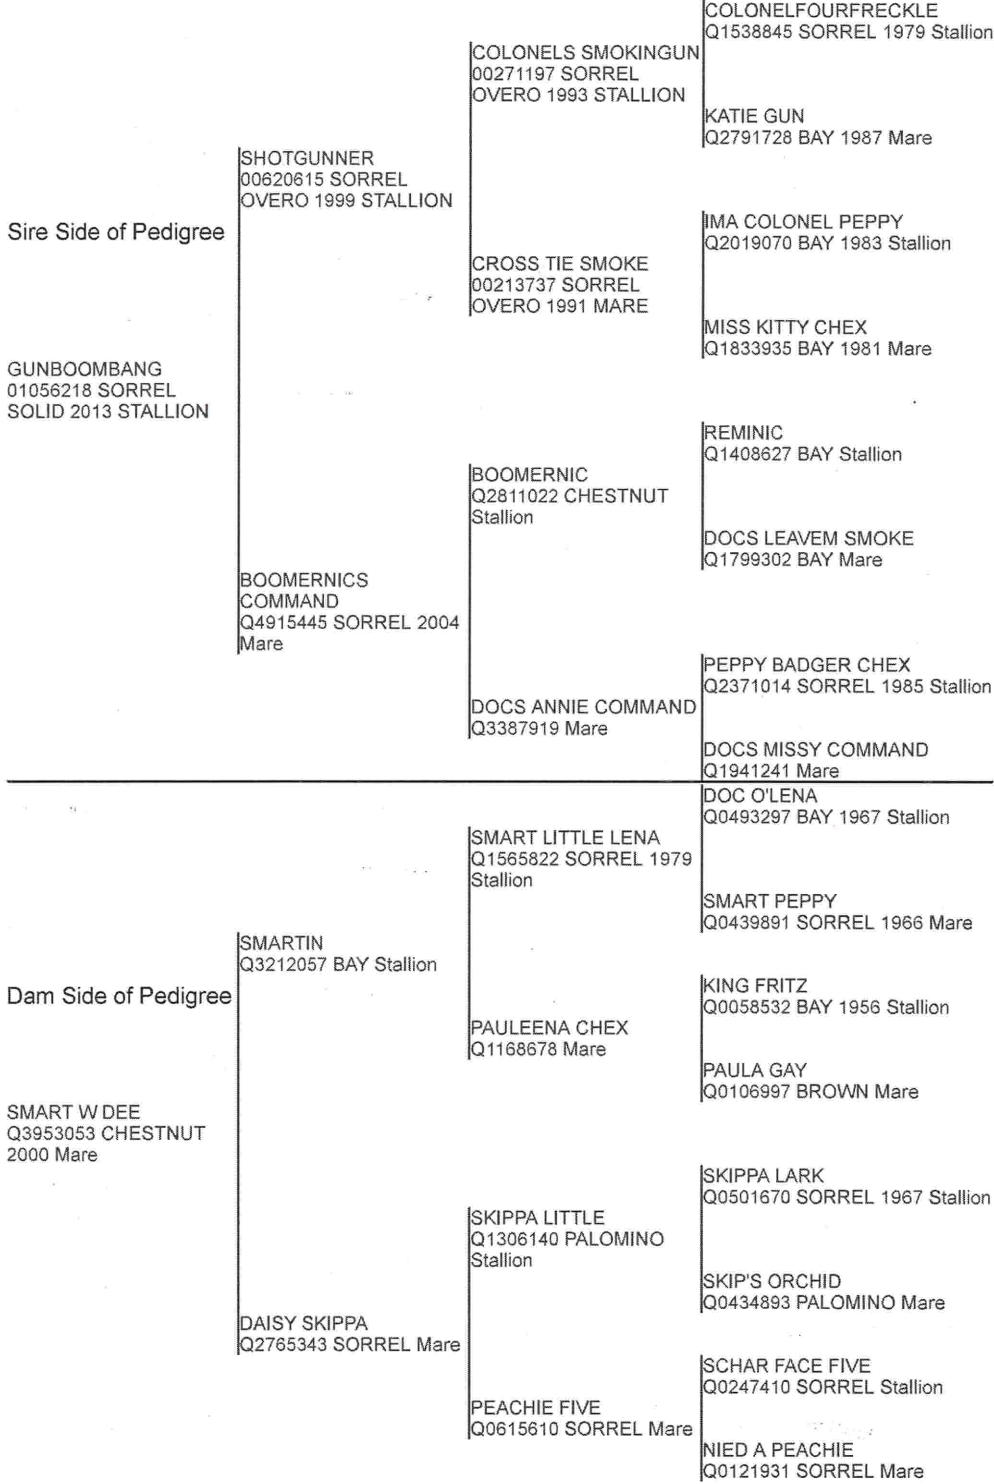 COLONELFOURFRECKLE
Q1538845 SORREL 1979 Stallion
COLONELS SMOKINGUN
00271197 SORREL
OVERO 1993 STALLION
KATIE GUN
Q2791728 BAY 1987 Mare
SHOTGUNNER
00620615 SORREL
OVERO 1999 STALLION
Sire Side of Pedigree
IMA COLONEL PEPPY
Q2019070 BAY 1983 Stallion
CROSS TIE SMOKE
00213737 SORREL
OVERO 1991 MARE
MISS KITTY CHEX
Q1833935 BAY 1981 Mare
GUNBOOMBANG
01056218 SORREL
SOLID 2013 STALLION
REMINIC
Q1408627 BAY Stallion
BOOMERNIC
Q2811022 CHESTNUT
Stallion
DOCS LEAVEM SMOKE
Q1799302 BAY Mare
BOOMERNICS
COMMAND
Q4915445 SORREL 2004
Mare
PEPPY BADGER CHEX
Q2371014 SORREL 1985 Stallion
DOCS ANNIE COMMAND
Q3387919 Mare
DOCS MISSY COMMAND
Q1941241 Mare
DOC O'LENA
Q0493297 BAY 1967 Stallion
SMART LITTLE LENA
Q1565822 SORREL 1979
Stallion
SMART PEPPY
Q0439891 SORREL 1966 Mare
SMARTIN
Q3212057 BAY Stallion
Dam Side of Pedigree
KING FRITZ
Q0058532 BAY 1956 Stallion
PAULEENA CHEX
Q1168678 Mare
PAULA GAY
Q0106997 BROWN Mare
SMART W DEE
Q3953053 CHESTNUT
2000 Mare
SKIPPA LARK
Q0501670 SORREL 1967 Stallion
SKIPPA LITTLE
Q1306140 PALOMINO
Stallion
SKIP'S ORCHID
Q0434893 PALOMINO Mare
DAISY SKIPPA
Q2765343 SORREL Mare
SCHAR FACE FIVE
Q0247410 SORREL Stallion
PEACHIE FIVE
Q0615610 SORREL Mare
NIED A PEACHIE
Q0121931 SORREL Mare